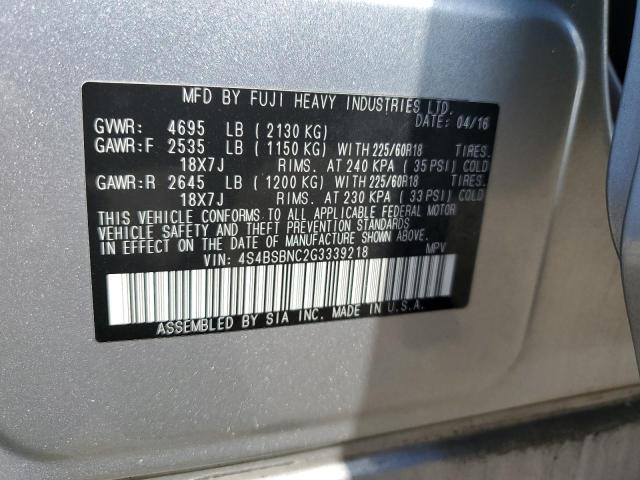 MFD BY FUJI HEAVY INDUSTRIES LTD.
DATE: 04/16
GVWR: 4695 LB ( 2130 KG)
GAWR:F 2535 LB ( 1150 KG) WITH 225/60R18 TIRES.
18X7J RIMS. AT 240 KPA ( 35 PSI) COLD
GAWR:R 2645 LB ( 1200 KG) WITH 225/60R18 TIRES.
18X7J RIMS. AT 230 KPA ( 33 PSI) COLD
THIS VEHICLE CONFORMS TO ALL APPLICABLE FEDERAL MOTOR
VEHICLE SAFETY AND THEFT PREVENTION STANDARDS
IN EFFECT ON THE DATE OF MANUFACTURE SHOWN ABOVE.
VIN: 4S4BSBNC2G3339218 MPV
ASSEMBLED BY SIA INC. MADE IN U.S.A.